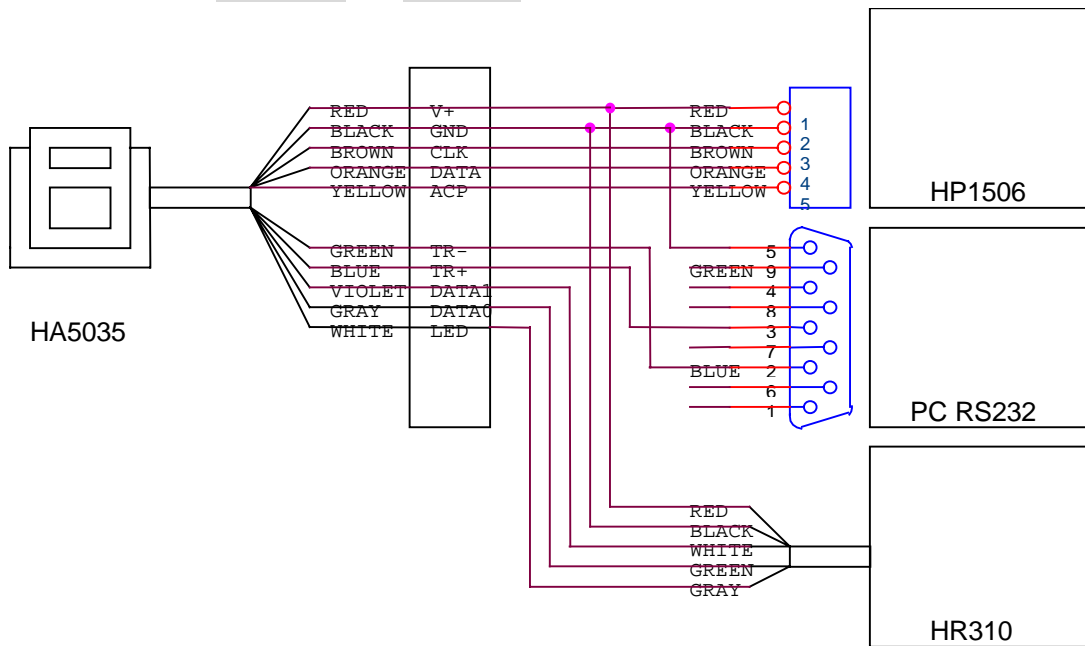 RED V+ RED
BLACK GND BLACK
BROWN CLK BROWN
ORANGE DATA ORANGE
YELLOW ACP YELLOW
1
2
3
4
5
HP1506
GREEN TR-
BLUE TR+
VIOLET DATA1
GRAY DATA0
WHITE LED
HA5035
5
GREEN 9
4
8
3
7
BLUE 2
6
1
PC RS232
RED
BLACK
WHITE
GREEN
GRAY
HR310